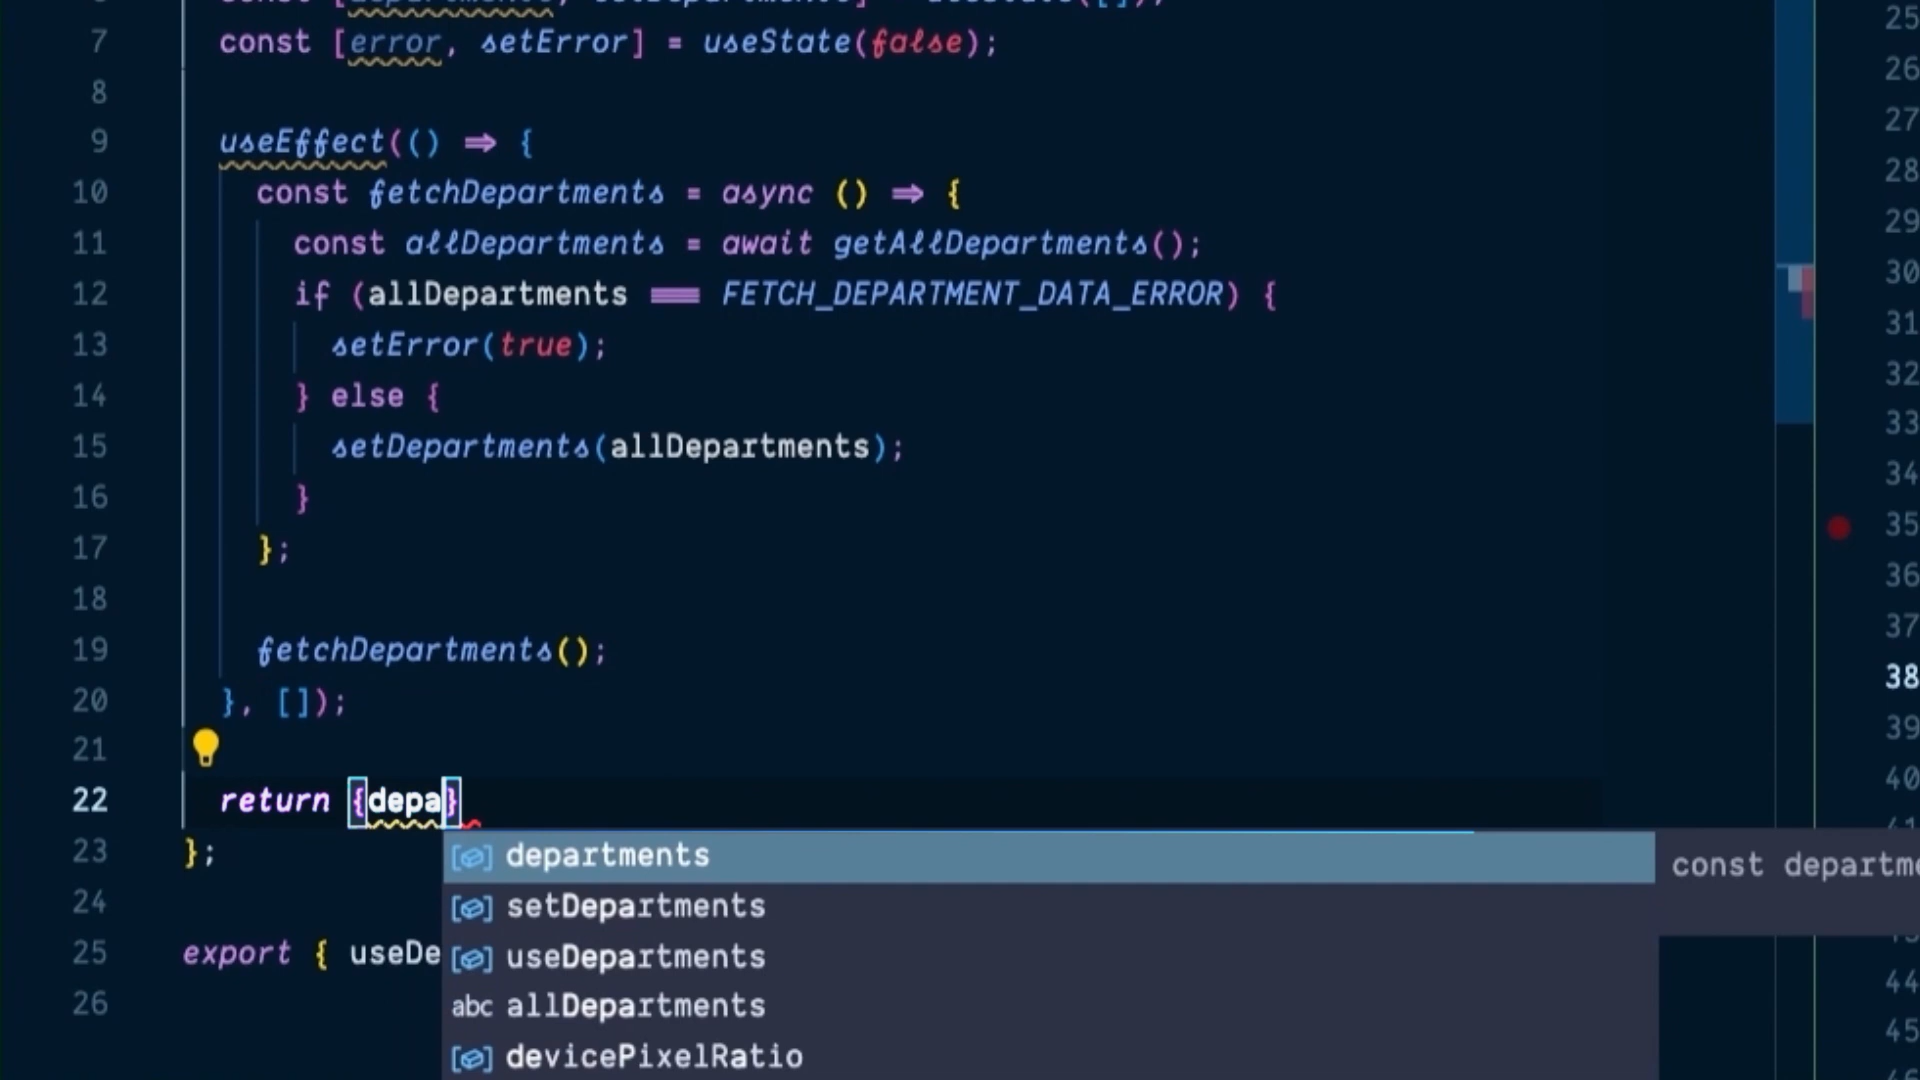 7 const [error, setError] = useState(false);
8
9 useEffect(() ⇒ {
10 const fetchDepartments = async () ⇒ {
11 const allDepartments = await getAllDepartments();
12 if (allDepartments === FETCH_DEPARTMENT_DATA_ERROR) {
13 setError(true);
14 } else {
15 setDepartments(allDepartments);
16 }
17 };
18
19 fetchDepartments();
20 }, []);
21
22 return {depa}
23 };
24
25 export { useDe
26
departments
setDepartments
useDepartments
abc allDepartments
devicePixelRatio
const departme
25
26
27
28
29
30
31
32
33
34
35
36
37
38
39
40
44
45